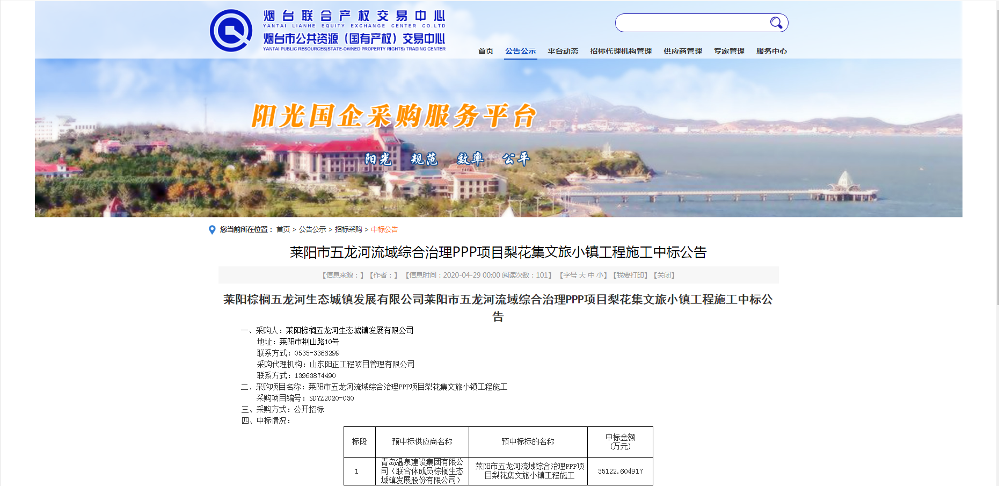 烟台联合产权交易中心
YANTAI LIANHE EQUITY EXCHANGE CENTER CO.LTD
烟台市公共资源（国有产权）交易中心
YANTAI PUBLIC RESOURCES(STATE-OWNED PROPERTY RIGHTS) TRADING CENTER
首页 公告公示 平台动态 招标代理机构管理 供应商管理 专家管理 服务中心
阳光国企采购服务平台
阳光 规范 效率 公平
您当前所在位置： 首页 > 公告公示 > 招标采购 > 中标公告
莱阳市五龙河流域综合治理PPP项目梨花集文旅小镇工程施工中标公告
【信息来源：】【作者：】 【信息时间：2020-04-29 00:00 阅读次数：101】 【字号 大 中 小】【我要打印】【关闭】
莱阳棕榈五龙河生态城镇发展有限公司莱阳市五龙河流域综合治理PPP项目梨花集文旅小镇工程施工中标公
告
一、采购人：莱阳棕榈五龙河生态城镇发展有限公司
地址：莱阳市荆山路10号
联系方式：0535-3366299
采购代理机构：山东阳正工程项目管理有限公司
联系方式：13963874490
二、采购项目名称：莱阳市五龙河流域综合治理PPP项目梨花集文旅小镇工程施工
采购项目编号：SDYZ2020-030
三、采购方式：公开招标
四、中标情况：
标段 预中标供应商名称 预中标标的名称 中标金额
（万元）
1 青岛温泉建设集团有限公
司（联合体成员棕榈生态
城镇发展股份有限公司） 莱阳市五龙河流域综合治理PPP项
目梨花集文旅小镇工程施工 35122.604917